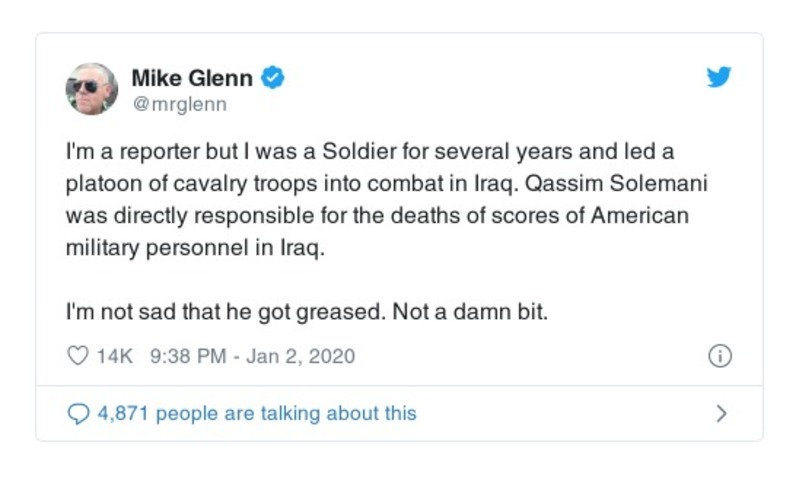 Mike Glenn
@mrglenn
I'm a reporter but I was a Soldier for several years and led a
platoon of cavalry troops into combat in Iraq. Qassim Solemani
was directly responsible for the deaths of scores of American
military personnel in Iraq.
I'm not sad that he got greased. Not a damn bit.
14K 9:38 PM - Jan 2, 2020
4,871 people are talking about this